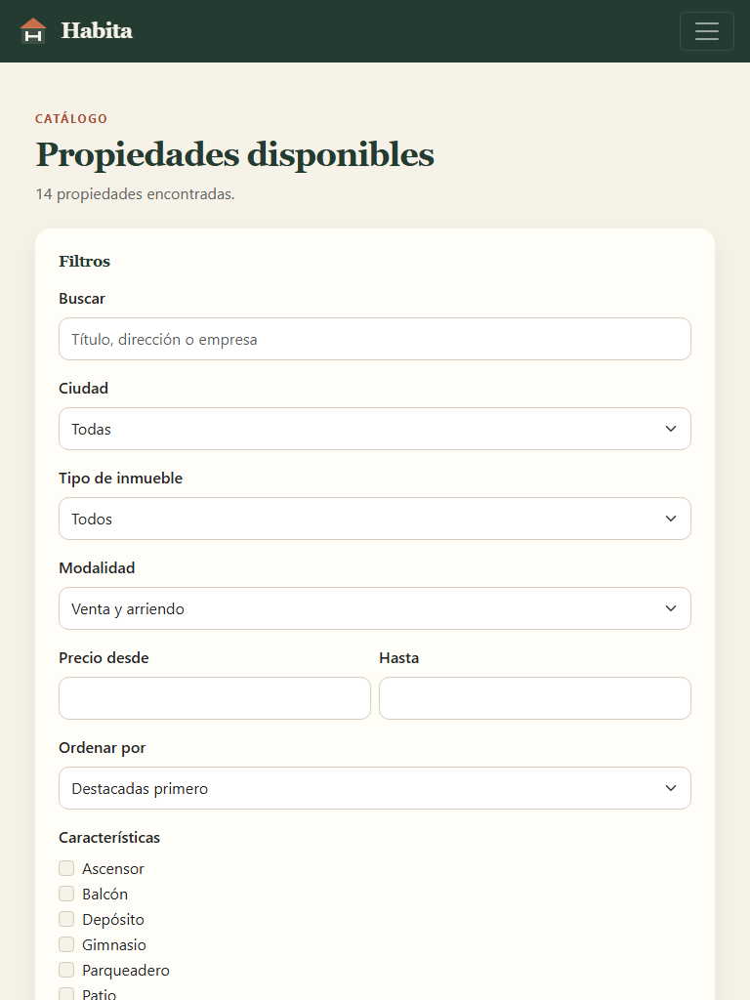 Habita
CATÁLOGO
Propiedades disponibles
14 propiedades encontradas.
Filtros
Buscar
Título, dirección o empresa
Ciudad
Todas
Tipo de inmueble
Todos
Modalidad
Venta y arriendo
Precio desde
Hasta
Ordenar por
Destacadas primero
Características
Ascensor
Balcón
Depósito
Gimnasio
Parqueadero
Patio